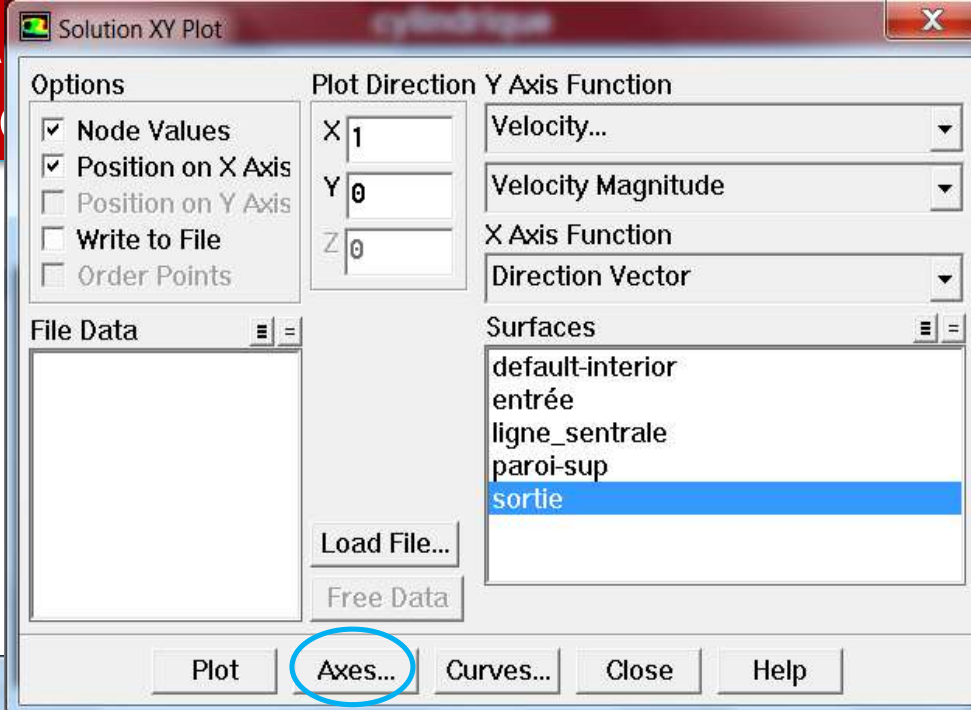 cylindrique
Solution XY Plot
X
Options
Node Values
Position on X Axis
Position on Y Axis
Write to File
Order Points
Plot Direction
X 1
Y 0
Z 0
Y Axis Function
Velocity...
Velocity Magnitude
X Axis Function
Direction Vector
File Data
Surfaces
default-interior
entrée
ligne_sentrale
paroi-sup
sortie
Load File...
Free Data
Plot
Axes...
Curves...
Close
Help